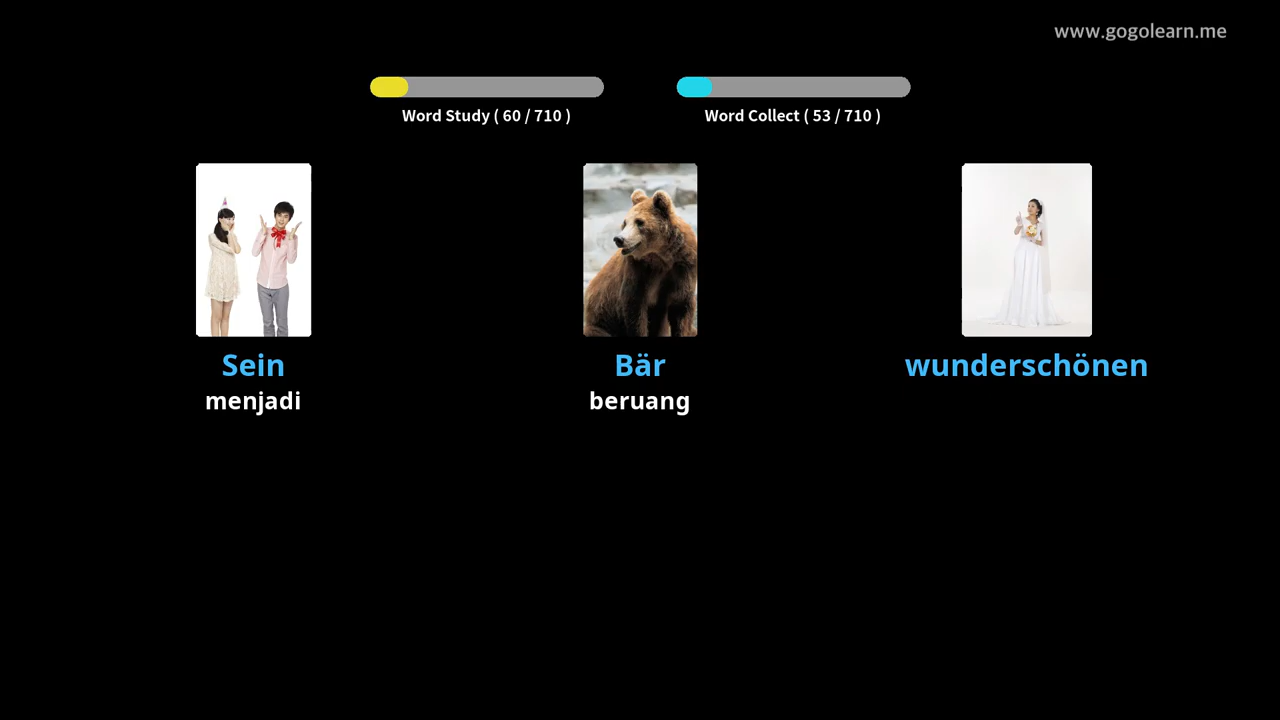 www.gogolearn.me
Word Study ( 60 / 710 )
Word Collect ( 53 / 710 )
Sein
menjadi
Bär
beruang
wunderschönen